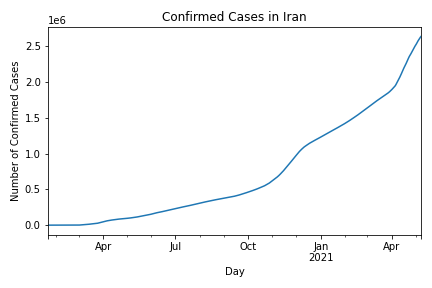 Confirmed Cases in Iran
1e6
2.5
2.0
1.5
1.0
0.5
0.0
Number of Confirmed Cases
Apr Jul Oct Jan Apr
2021
Day